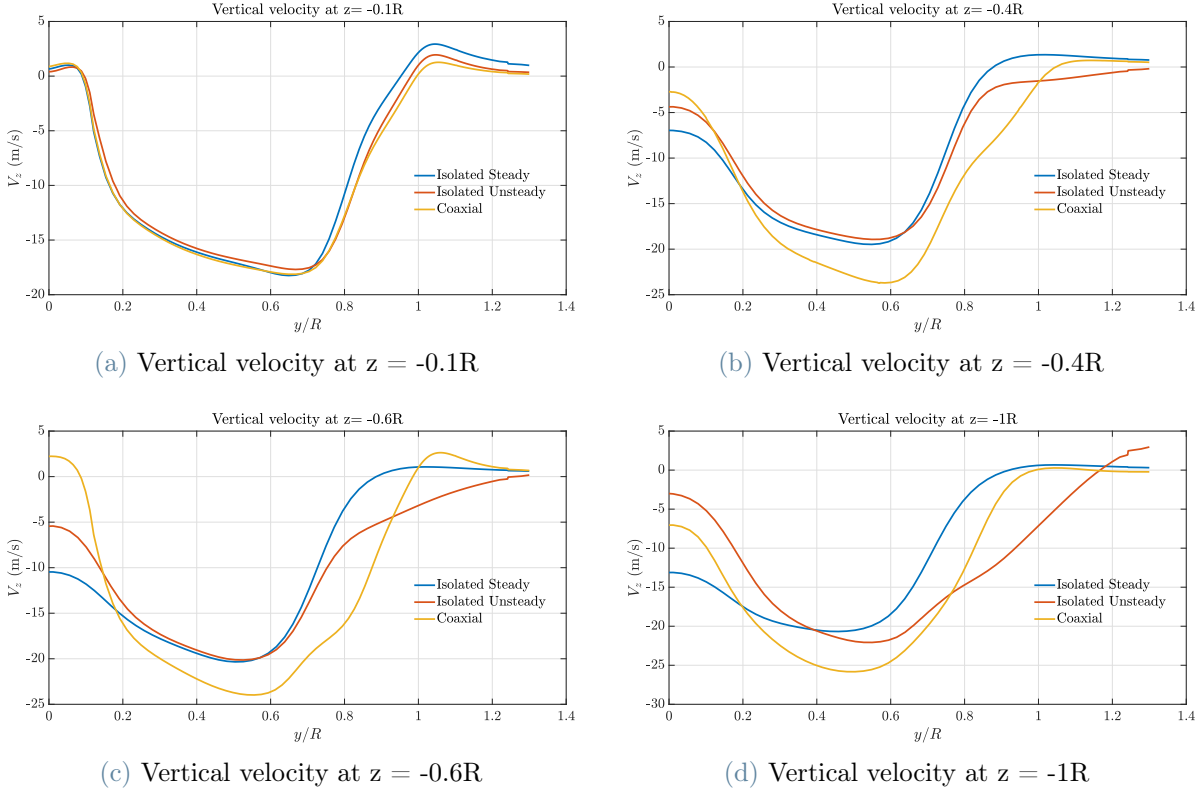 Vertical velocity at z= -0.1R
5
0
-5
-10
-15
-20
V_z (m/s)
0 0.2 0.4 0.6 0.8 1 1.2 1.4
y/R
Isolated Steady
Isolated Unsteady
Coaxial
(a) Vertical velocity at z = -0.1R
Vertical velocity at z= -0.4R
5
0
-5
-10
-15
-20
-25
V_z (m/s)
0 0.2 0.4 0.6 0.8 1 1.2 1.4
y/R
Isolated Steady
Isolated Unsteady
Coaxial
(b) Vertical velocity at z = -0.4R
Vertical velocity at z= -0.6R
5
0
-5
-10
-15
-20
-25
V_z (m/s)
0 0.2 0.4 0.6 0.8 1 1.2 1.4
y/R
Isolated Steady
Isolated Unsteady
Coaxial
(c) Vertical velocity at z = -0.6R
Vertical velocity at z= -1R
5
0
-5
-10
-15
-20
-25
-30
V_z (m/s)
0 0.2 0.4 0.6 0.8 1 1.2 1.4
y/R
Isolated Steady
Isolated Unsteady
Coaxial
(d) Vertical velocity at z = -1R